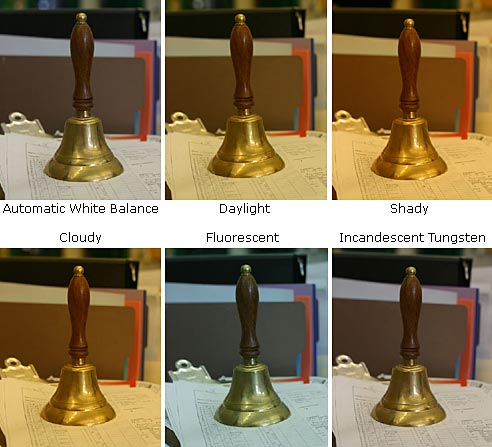 Automatic White Balance
Daylight
Shady
Cloudy
Fluorescent
Incandescent Tungsten